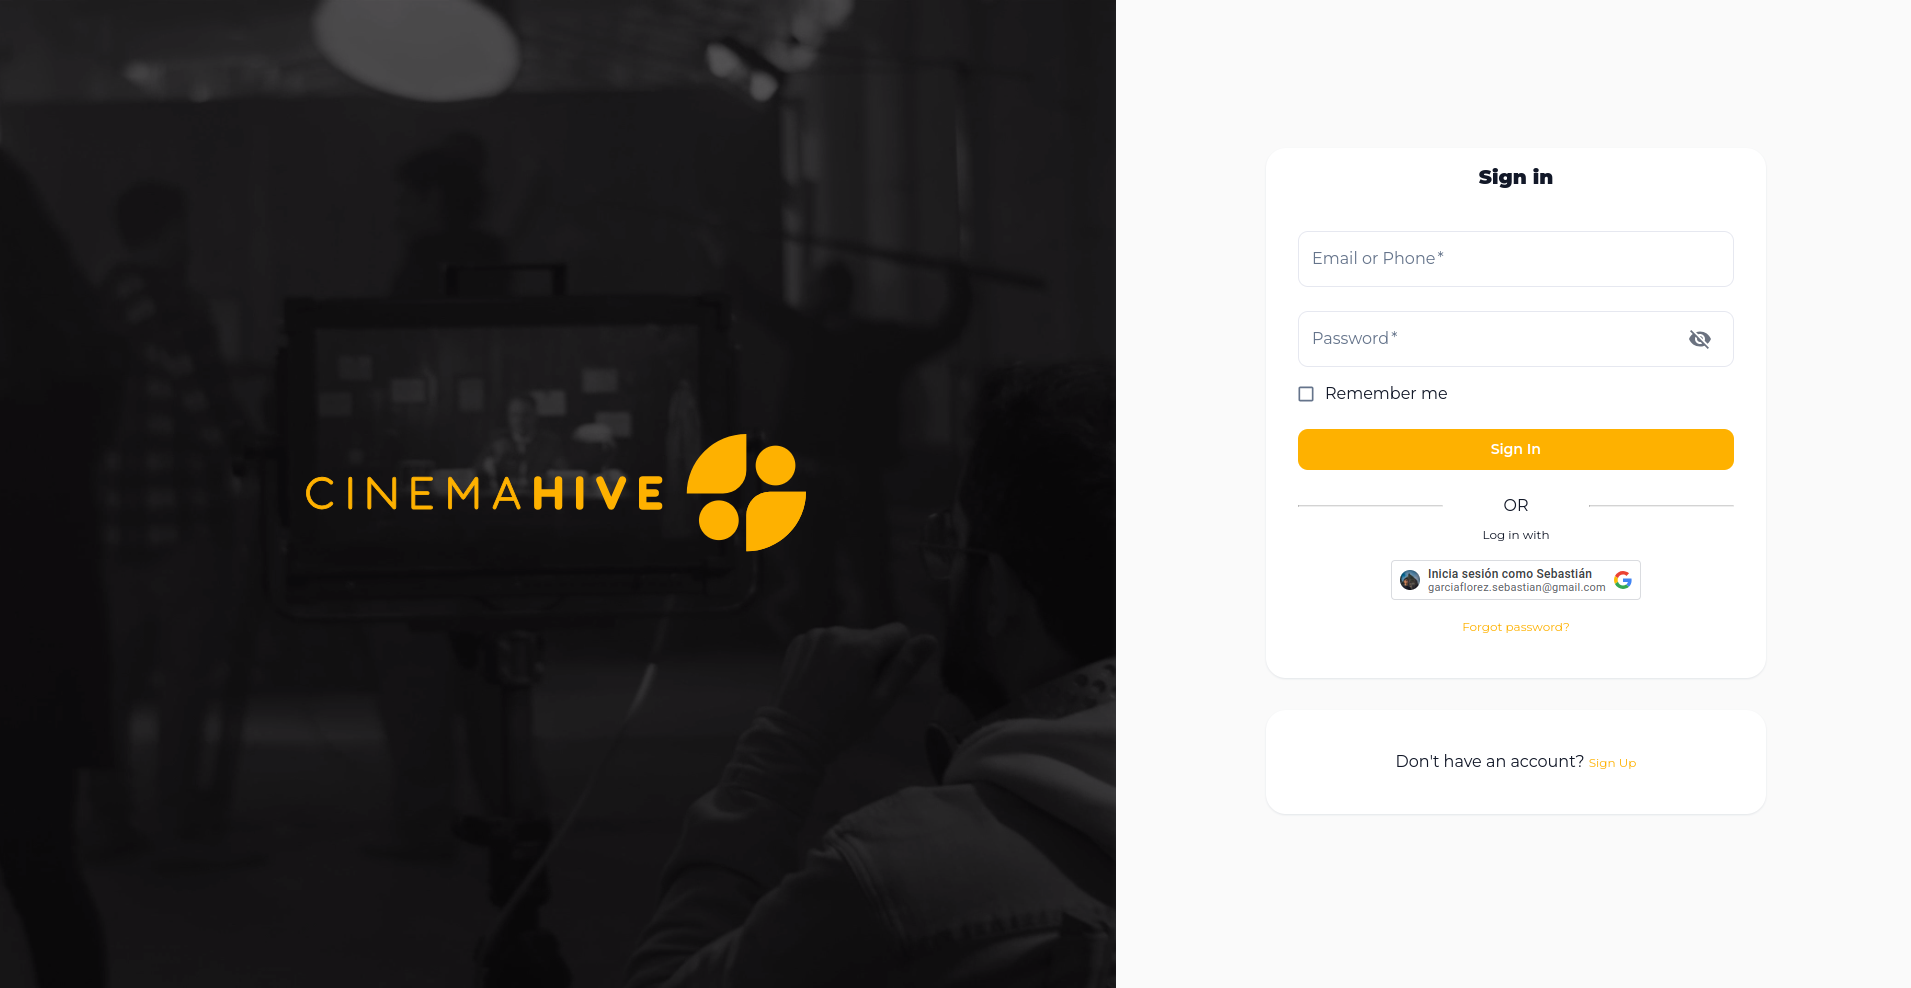 CINEMAHIVE
Sign in
Email or Phone*
Password*
Remember me
Sign In
OR
Log in with
Inicia sesión como Sebastián
garciaflorez.sebastian@gmail.com
Forgot password?
Don't have an account? Sign Up